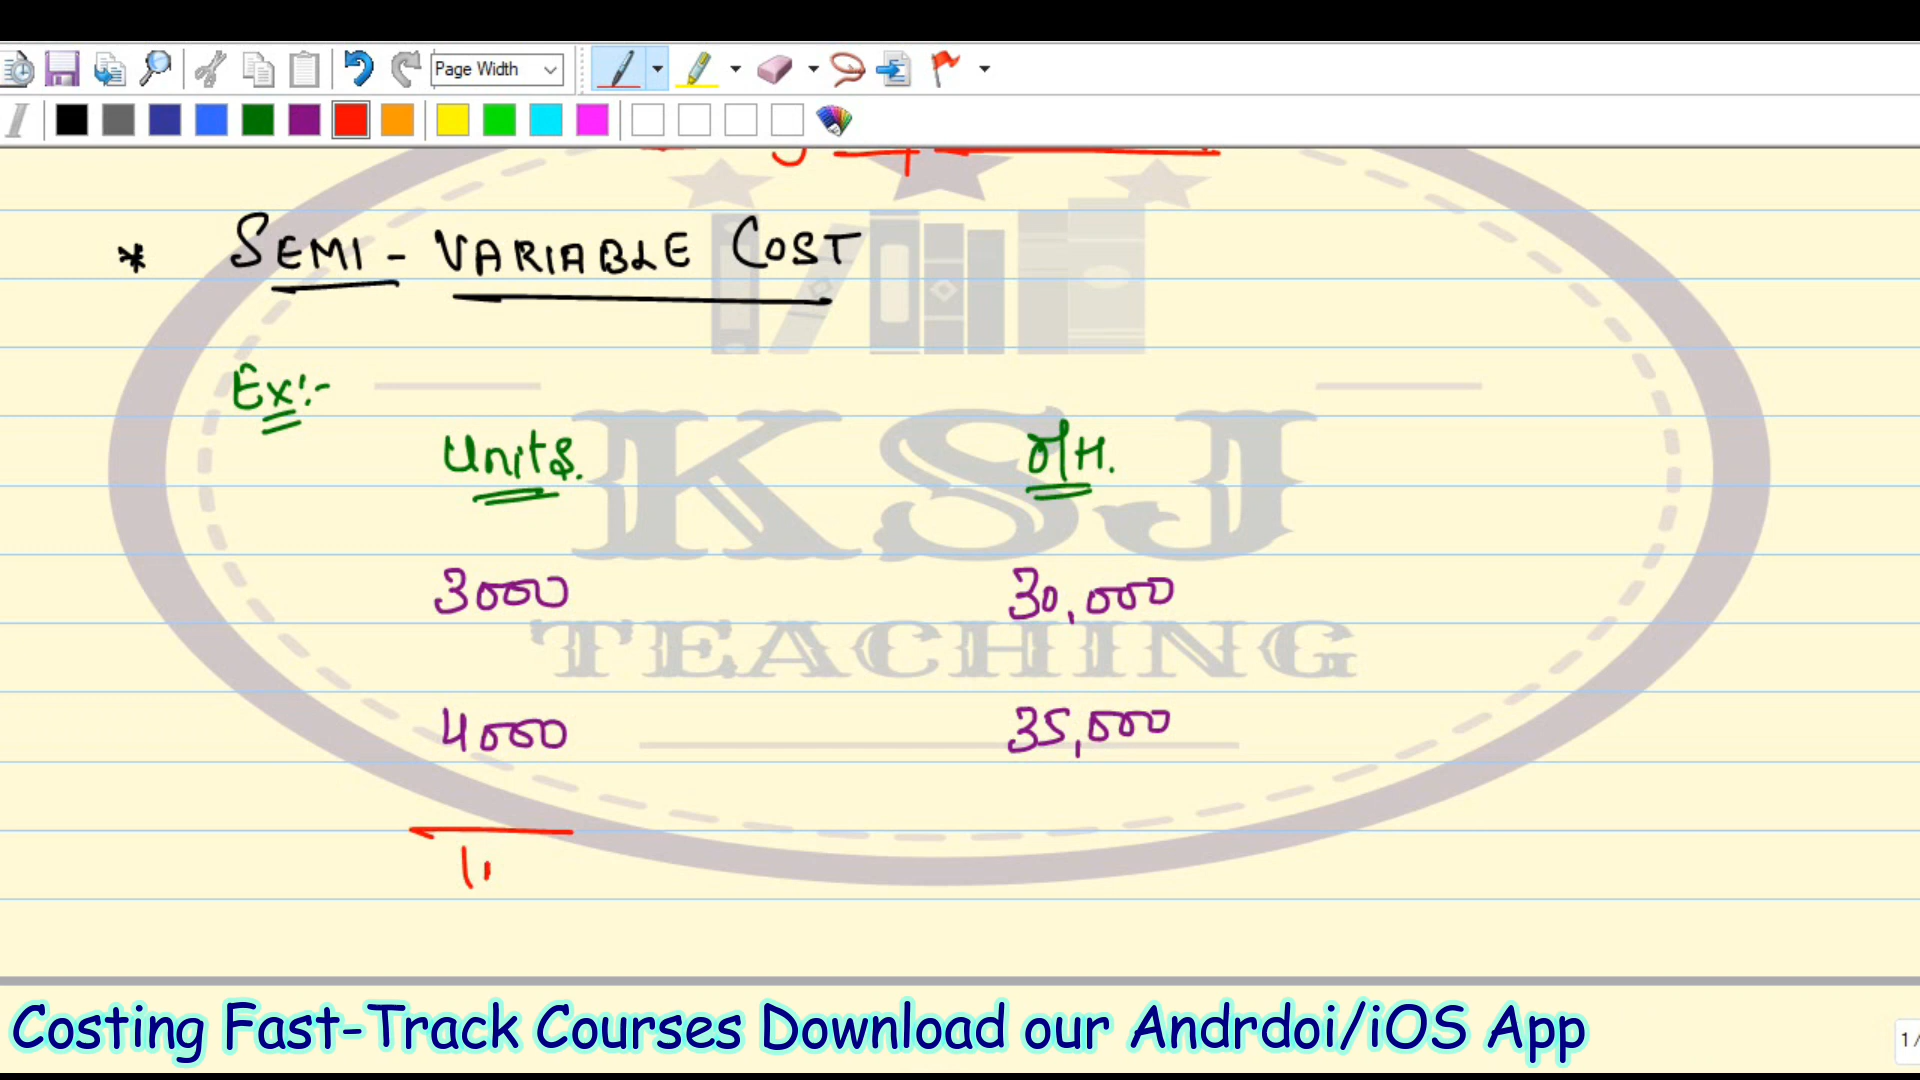 Page Width
* SEMI - VARIABLE COST
Ex:-
Units. O/H.
KSJ
3000 30,000
TEACHING
4000 35,000
Costing Fast-Track Courses Download our Andrdoi/iOS App
1/